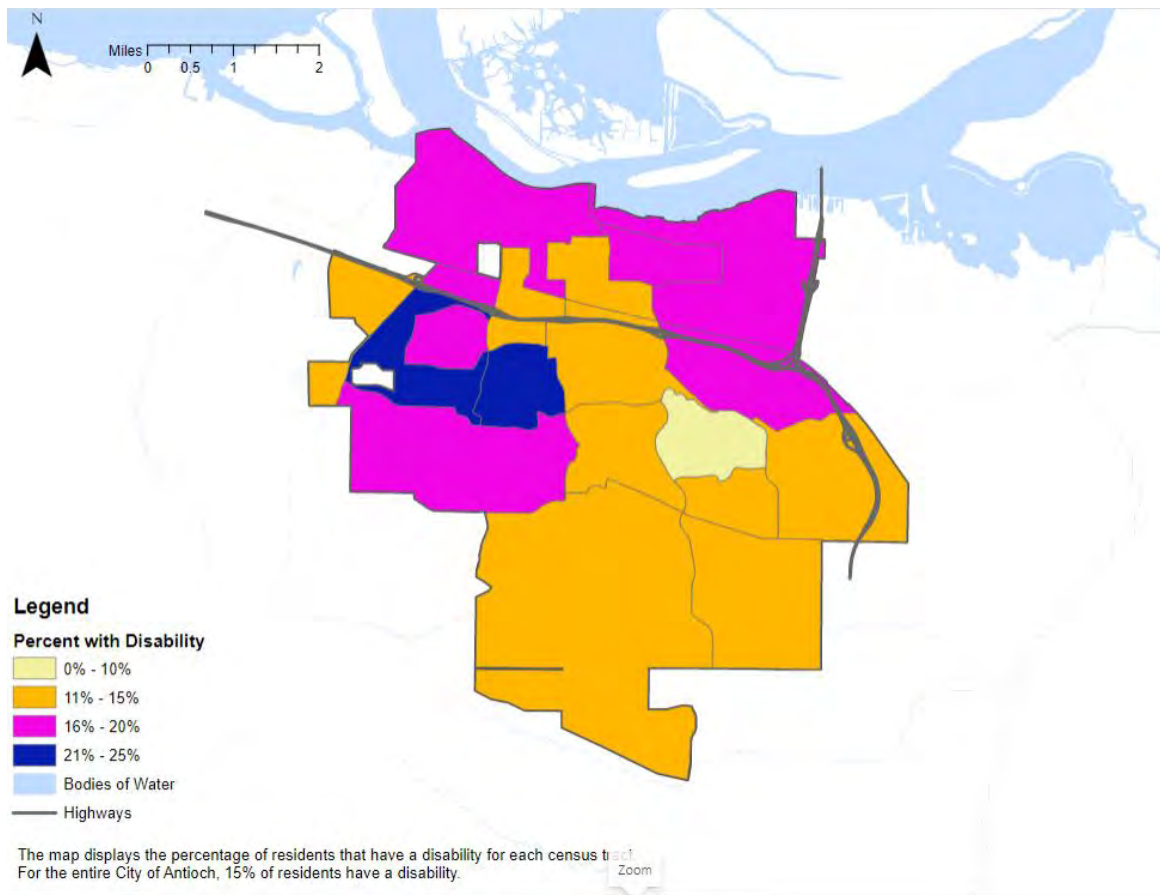 N
Miles
0 0.5 1 2
Legend
Percent with Disability
0% - 10%
11% - 15%
16% - 20%
21% - 25%
Bodies of Water
Highways
The map displays the percentage of residents that have a disability for each census tract.
For the entire City of Antioch, 15% of residents have a disability.
Zoom